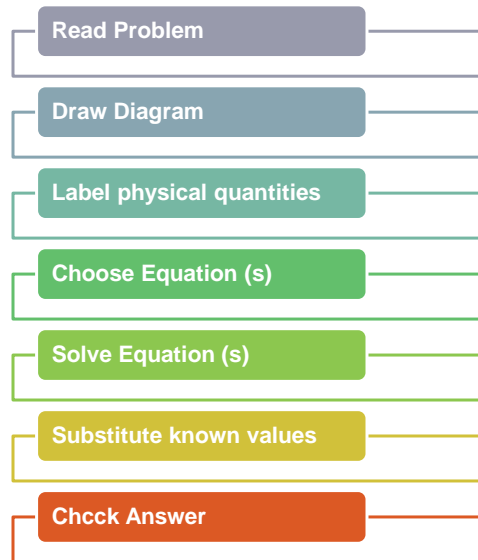 Read Problem
Draw Diagram
Label physical quantities
Choose Equation (s)
Solve Equation (s)
Substitute known values
Chcck Answer